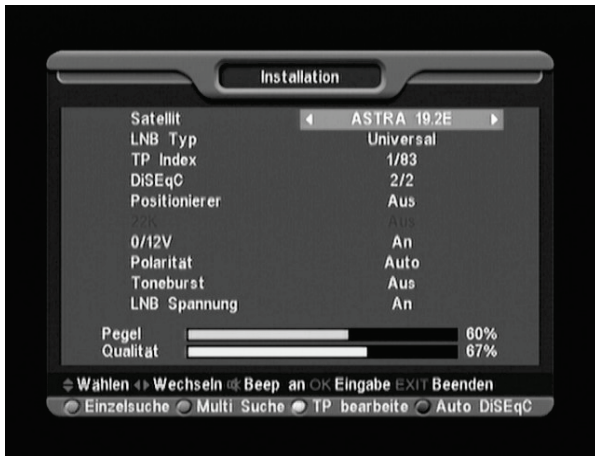 Installation
Satellit ASTRA 19.2E
LNB Typ Universal
TP Index 1/83
DiSEqC 2/2
Positionierer Aus
22K Aus
0/12V An
Polarität Auto
Toneburst Aus
LNB Spannung An
Pegel 60%
Qualität 67%
Wählen Wechseln Beep an OK Eingabe EXIT Beenden
Einzelsuche Multi Suche TP bearbeite Auto DiSEqC